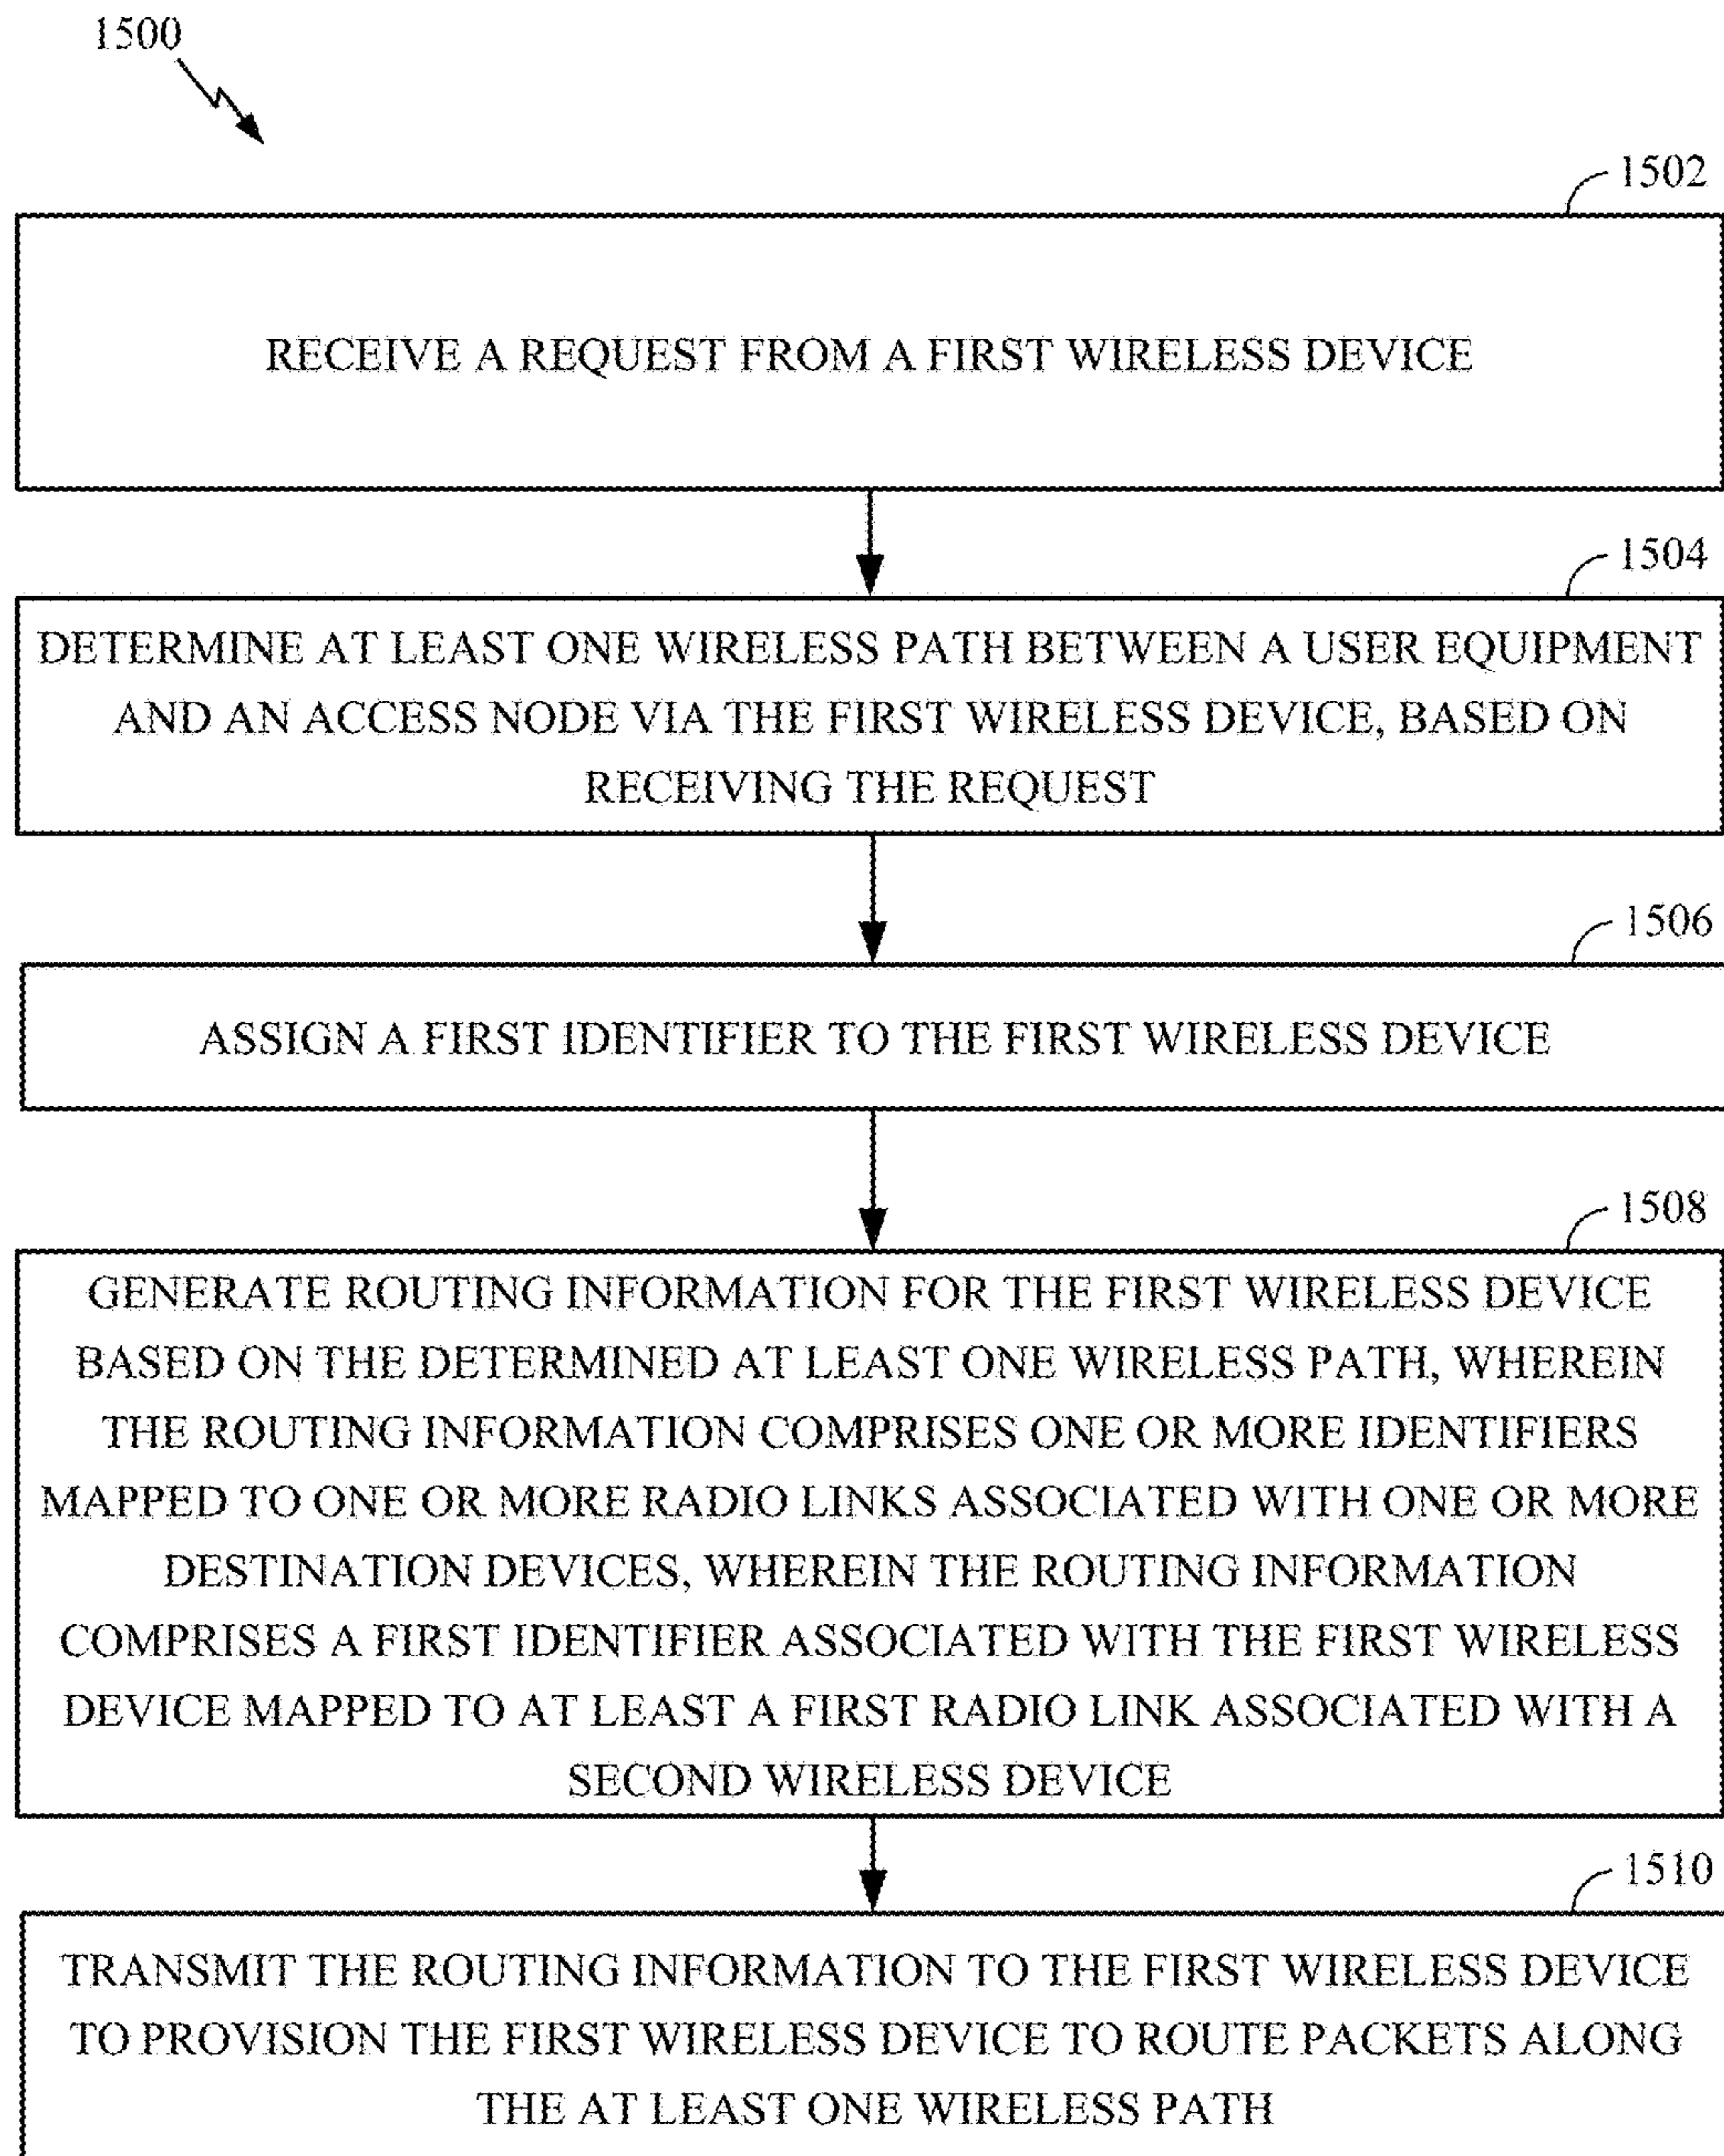 1500
1502
RECEIVE A REQUEST FROM A FIRST WIRELESS DEVICE
1504
DETERMINE AT LEAST ONE WIRELESS PATH BETWEEN A USER EQUIPMENT
AND AN ACCESS NODE VIA THE FIRST WIRELESS DEVICE, BASED ON
RECEIVING THE REQUEST
1506
ASSIGN A FIRST IDENTIFIER TO THE FIRST WIRELESS DEVICE
1508
GENERATE ROUTING INFORMATION FOR THE FIRST WIRELESS DEVICE
BASED ON THE DETERMINED AT LEAST ONE WIRELESS PATH, WHEREIN
THE ROUTING INFORMATION COMPRISES ONE OR MORE IDENTIFIERS
MAPPED TO ONE OR MORE RADIO LINKS ASSOCIATED WITH ONE OR MORE
DESTINATION DEVICES, WHEREIN THE ROUTING INFORMATION
COMPRISES A FIRST IDENTIFIER ASSOCIATED WITH THE FIRST WIRELESS
DEVICE MAPPED TO AT LEAST A FIRST RADIO LINK ASSOCIATED WITH A
SECOND WIRELESS DEVICE
1510
TRANSMIT THE ROUTING INFORMATION TO THE FIRST WIRELESS DEVICE
TO PROVISION THE FIRST WIRELESS DEVICE TO ROUTE PACKETS ALONG
THE AT LEAST ONE WIRELESS PATH